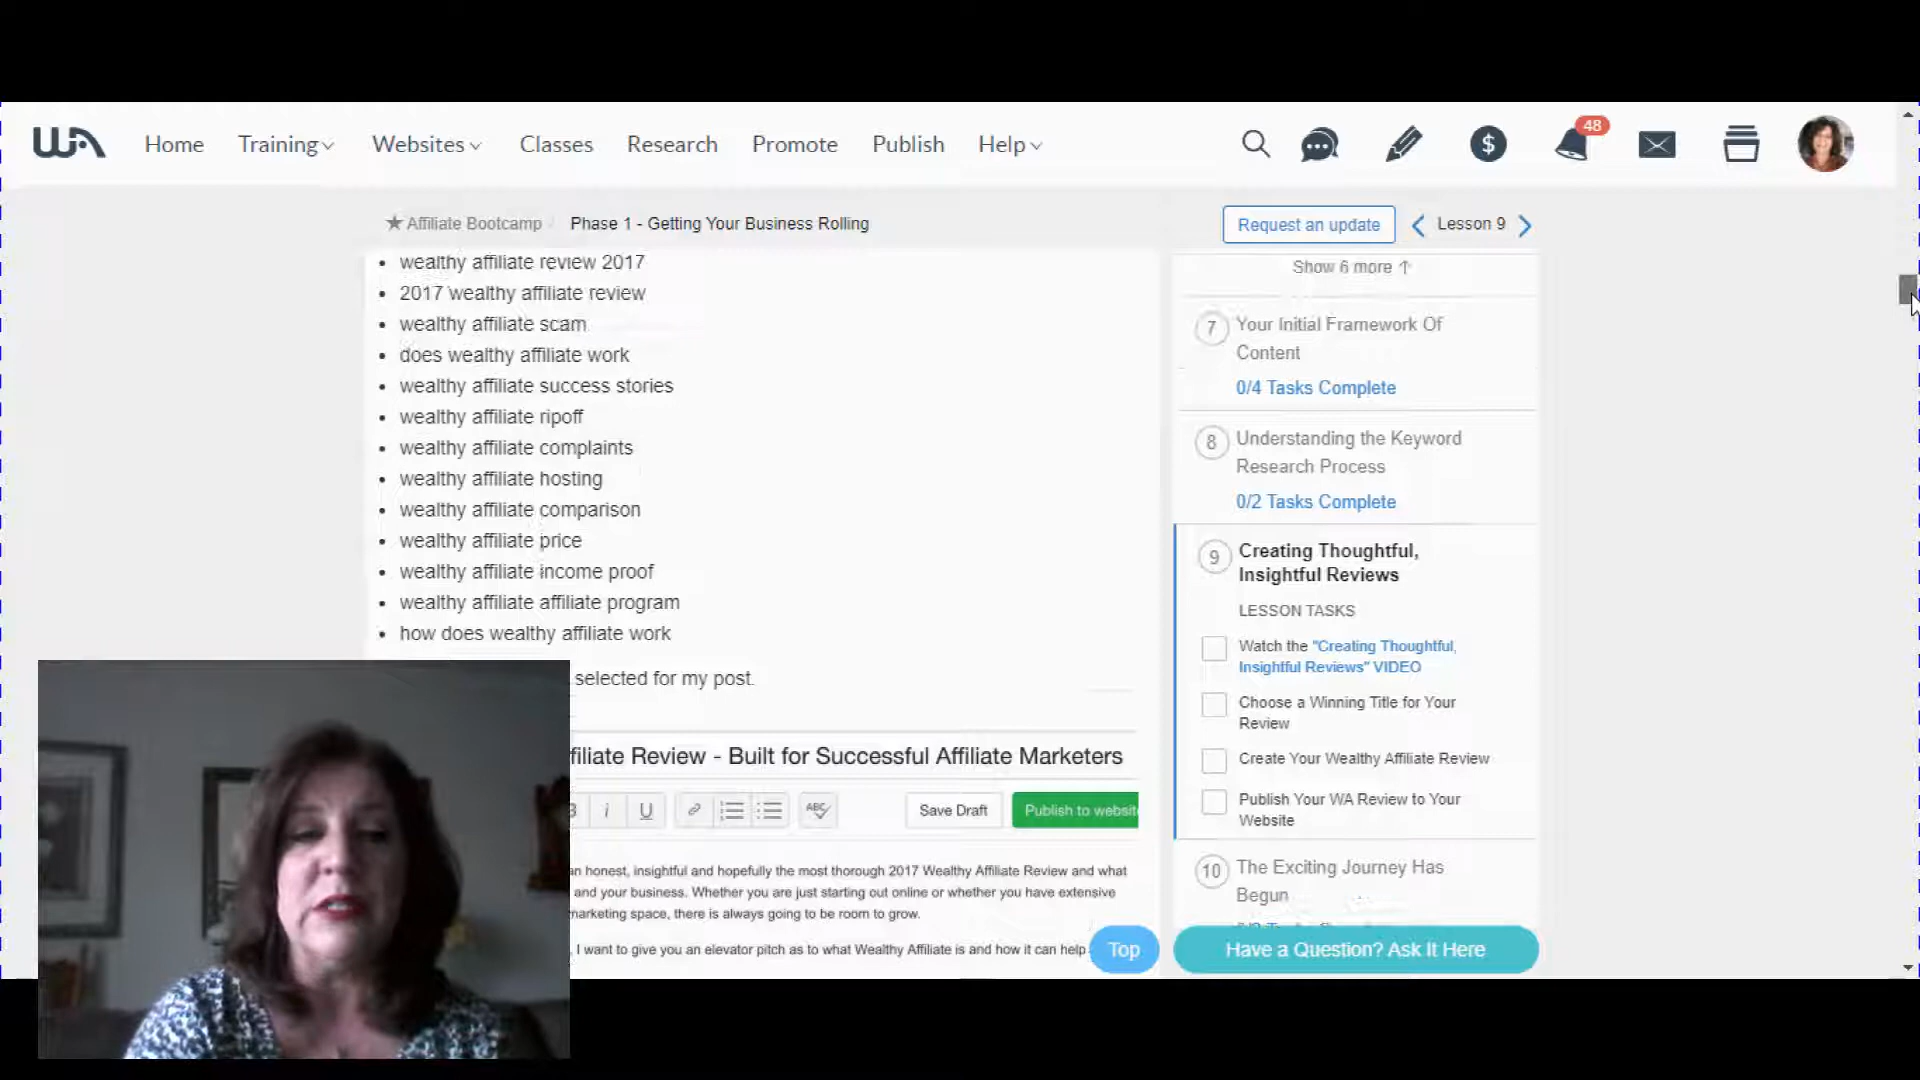 WA
Home
Training
Websites
Classes
Research
Promote
Publish
Help
$
48
Affiliate Bootcamp / Phase 1 - Getting Your Business Rolling
Request an update
Lesson 9
wealthy affiliate review 2017
2017 wealthy affiliate review
wealthy affiliate scam
does wealthy affiliate work
wealthy affiliate success stories
wealthy affiliate ripoff
wealthy affiliate complaints
wealthy affiliate hosting
wealthy affiliate comparison
wealthy affiliate price
wealthy affiliate income proof
wealthy affiliate affiliate program
how does wealthy affiliate work
selected for my post.
filiate Review - Built for Successful Affiliate Marketers
B i U ABC
Save Draft
Publish to websit
an honest, insightful and hopefully the most thorough 2017 Wealthy Affiliate Review and what
and your business. Whether you are just starting out online or whether you have extensive
marketing space, there is always going to be room to grow.
, I want to give you an elevator pitch as to what Wealthy Affiliate is and how it can help
Top
Show 6 more ↑
7 Your Initial Framework Of
Content
0/4 Tasks Complete
8 Understanding the Keyword
Research Process
0/2 Tasks Complete
9 Creating Thoughtful,
Insightful Reviews
LESSON TASKS
Watch the "Creating Thoughtful,
Insightful Reviews" VIDEO
Choose a Winning Title for Your
Review
Create Your Wealthy Affiliate Review
Publish Your WA Review to Your
Website
10 The Exciting Journey Has
Begun
Have a Question? Ask It Here